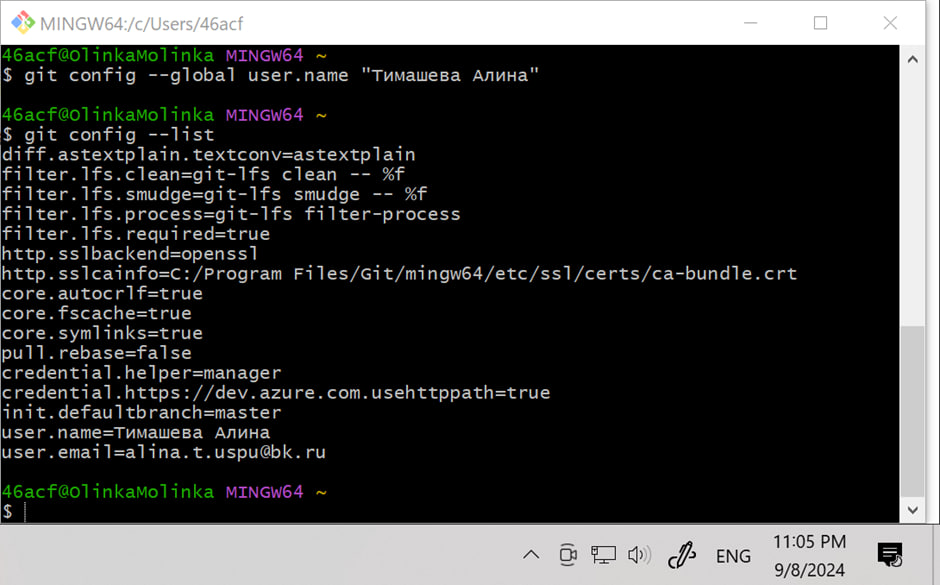 MINGW64:/c/Users/46acf
46acf@OlinkaMolinka MINGW64 ~
$ git config --global user.name "Тимашева Алина"
46acf@OlinkaMolinka MINGW64 ~
$ git config --list
diff.astextplain.textconv=astextplain
filter.lfs.clean=git-lfs clean -- %f
filter.lfs.smudge=git-lfs smudge -- %f
filter.lfs.process=git-lfs filter-process
filter.lfs.required=true
http.sslbackend=openssl
http.sslcainfo=C:/Program Files/Git/mingw64/etc/ssl/certs/ca-bundle.crt
core.autocrlf=true
core.fscache=true
core.symlinks=true
pull.rebase=false
credential.helper=manager
credential.https://dev.azure.com.usehttppath=true
init.defaultbranch=master
user.name=Тимашева Алина
user.email=alina.t.uspu@bk.ru
46acf@OlinkaMolinka MINGW64 ~
$
ENG
11:05 PM
9/8/2024